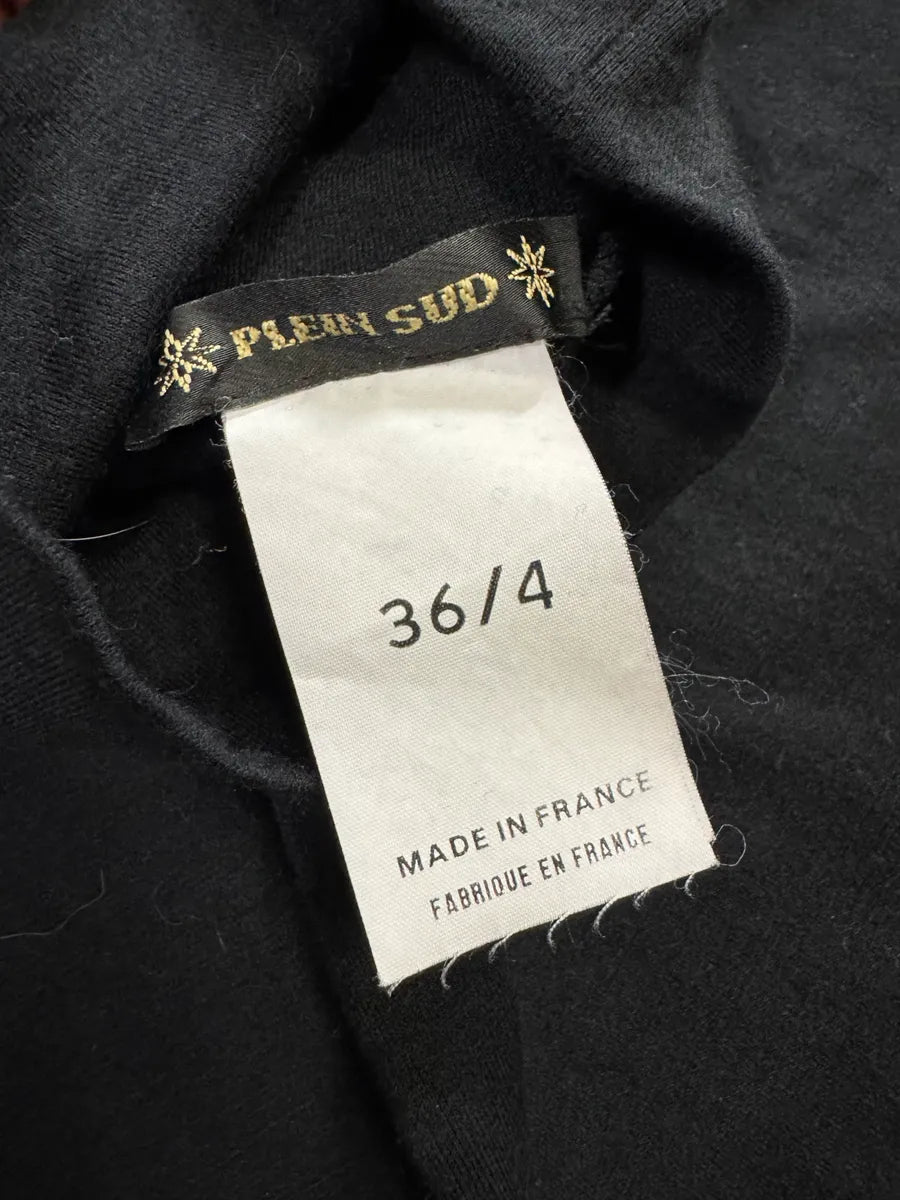 PLEIN SUD
36/4
MADE IN FRANCE
FABRIQUE EN FRANCE